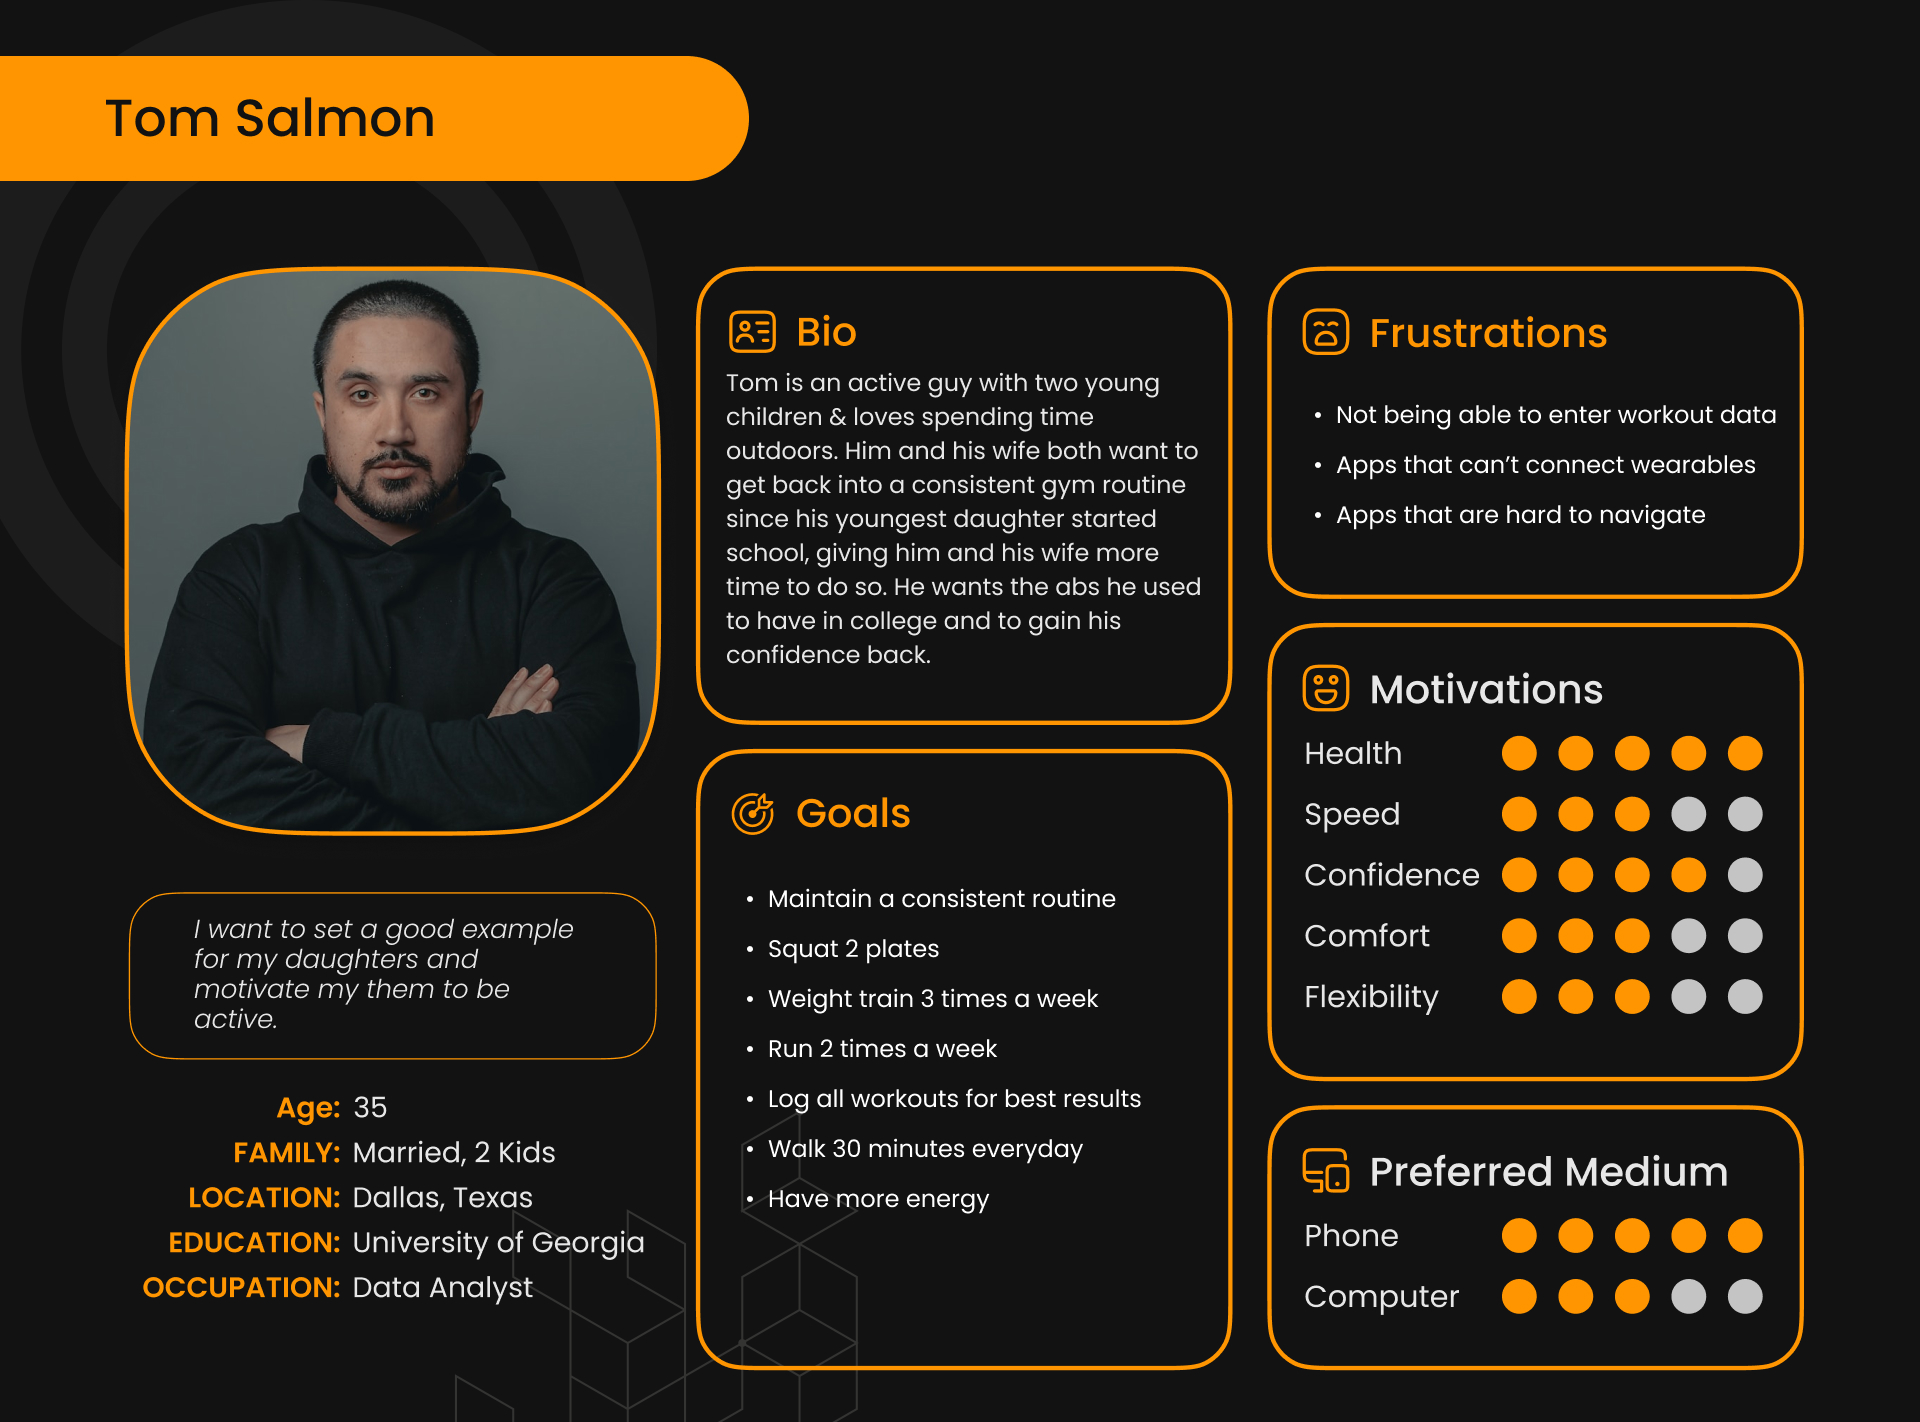 Tom Salmon
I want to set a good example
for my daughters and
motivate my them to be
active.
Age: 35
FAMILY: Married, 2 Kids
LOCATION: Dallas, Texas
EDUCATION: University of Georgia
OCCUPATION: Data Analyst
Bio
Tom is an active guy with two young
children & loves spending time
outdoors. Him and his wife both want to
get back into a consistent gym routine
since his youngest daughter started
school, giving him and his wife more
time to do so. He wants the abs he used
to have in college and to gain his
confidence back.
Goals
• Maintain a consistent routine
• Squat 2 plates
• Weight train 3 times a week
• Run 2 times a week
• Log all workouts for best results
• Walk 30 minutes everyday
• Have more energy
Frustrations
• Not being able to enter workout data
• Apps that can’t connect wearables
• Apps that are hard to navigate
Motivations
Health
Speed
Confidence
Comfort
Flexibility
Preferred Medium
Phone
Computer